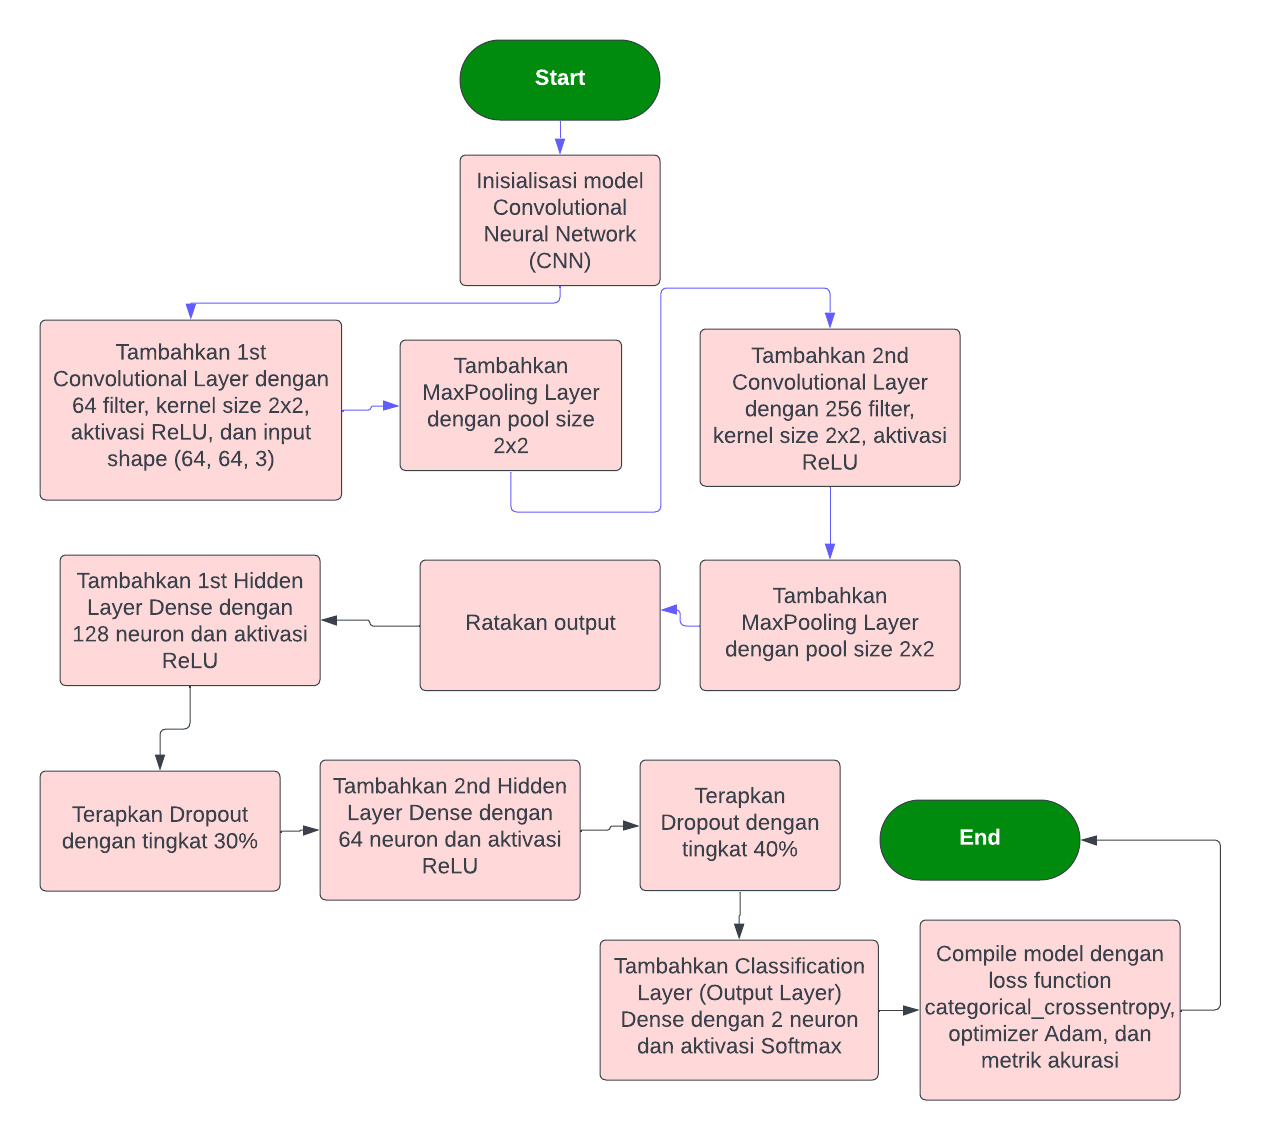 Start
Inisialisasi model
Convolutional
Neural Network
(CNN)
Tambahkan 1st
Convolutional Layer dengan
64 filter, kernel size 2x2,
aktivasi ReLU, dan input
shape (64, 64, 3)
Tambahkan
MaxPooling Layer
dengan pool size
2x2
Tambahkan 2nd
Convolutional Layer
dengan 256 filter,
kernel size 2x2, aktivasi
ReLU
Tambahkan
MaxPooling Layer
dengan pool size 2x2
Ratakan output
Tambahkan 1st Hidden
Layer Dense dengan
128 neuron dan aktivasi
ReLU
Terapkan Dropout
dengan tingkat 30%
Tambahkan 2nd Hidden
Layer Dense dengan
64 neuron dan aktivasi
ReLU
Terapkan
Dropout dengan
tingkat 40%
Tambahkan Classification
Layer (Output Layer)
Dense dengan 2 neuron
dan aktivasi Softmax
Compile model dengan
loss function
categorical_crossentropy,
optimizer Adam, dan
metrik akurasi
End